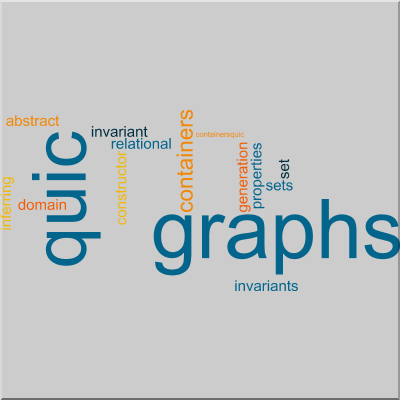 abstract
quic
invariant
relational
containers
containersquic
constructor
generation
properties
set
sets
inferring
domain
graphs
invariants